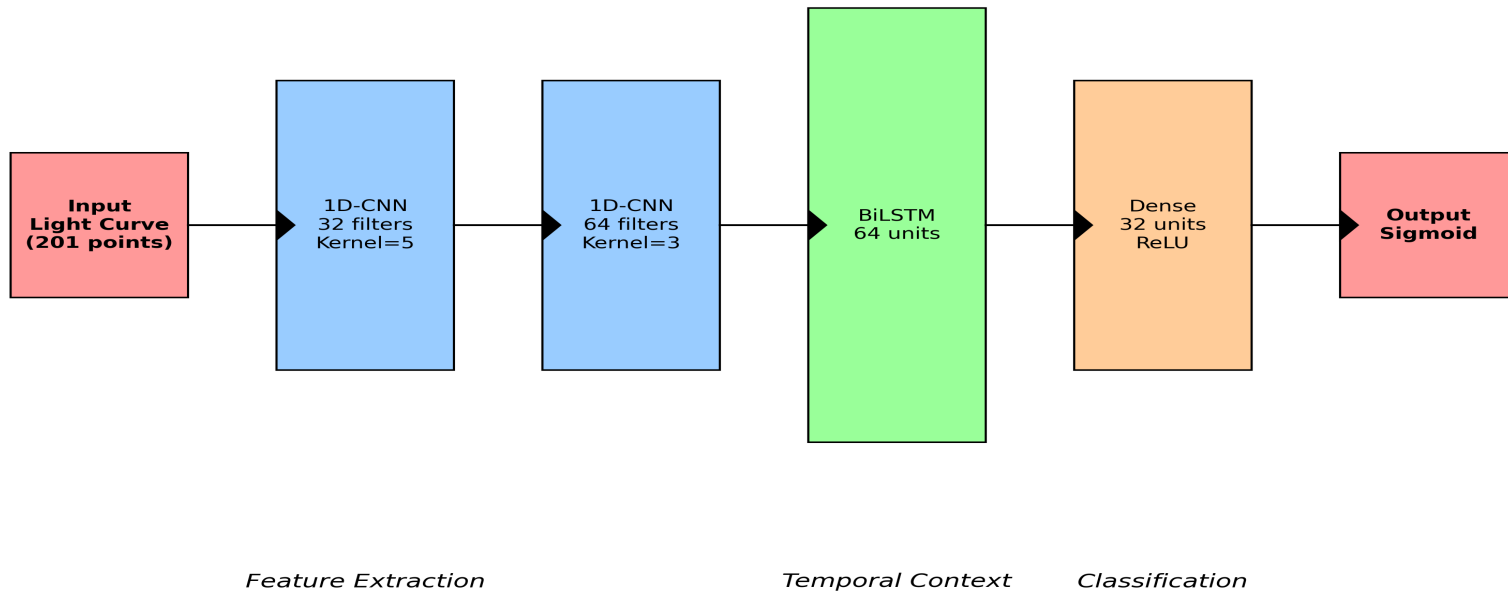 Input
Light Curve
(201 points)
1D-CNN
32 filters
Kernel=5
1D-CNN
64 filters
Kernel=3
BiLSTM
64 units
Dense
32 units
ReLU
Output
Sigmoid
Feature Extraction
Temporal Context
Classification